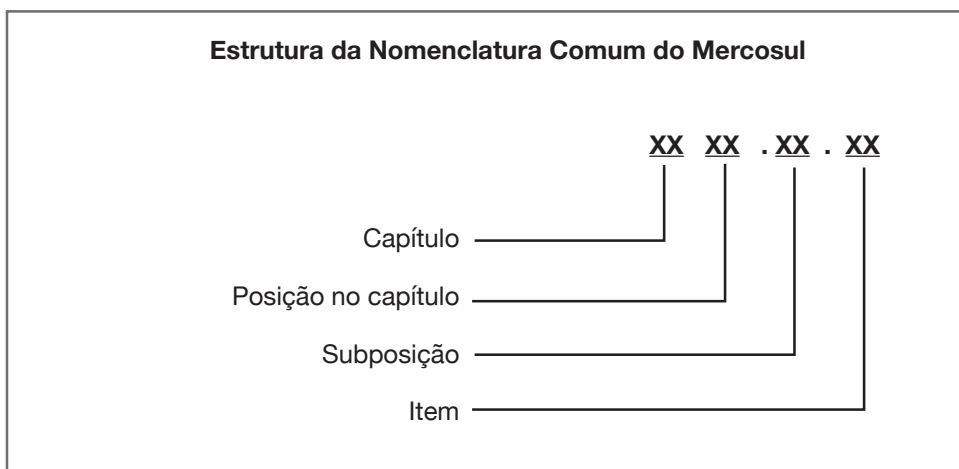 Estrutura da Nomenclatura Comum do Mercosul
XX XX . XX . XX
Capítulo
Posição no capítulo
Subposição
Item